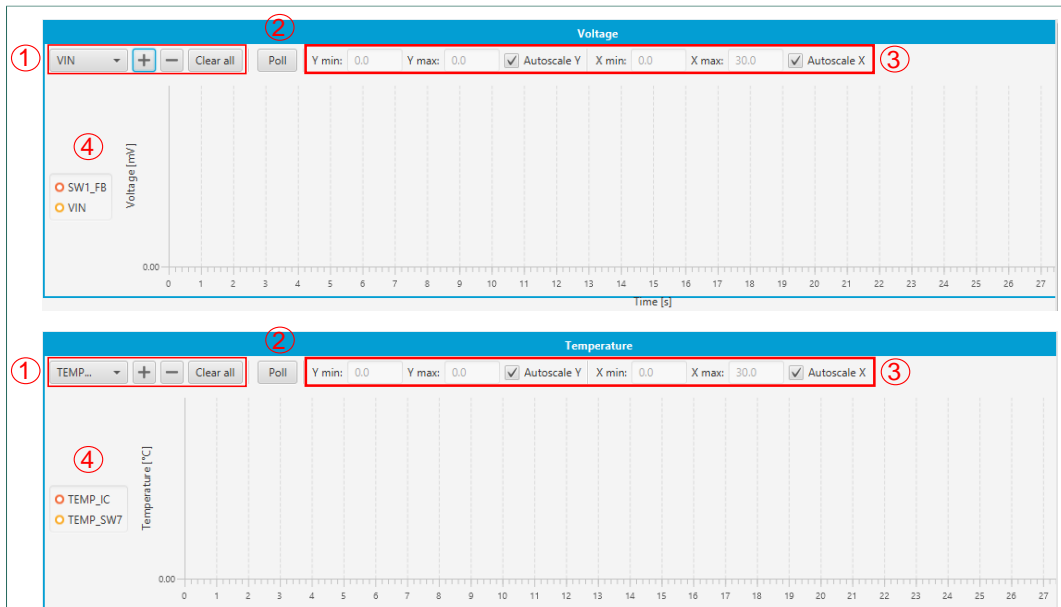 ②
Voltage
① VIN + − Clear all Poll Y min: 0.0 Y max: 0.0 Autoscale Y X min: 0.0 X max: 30.0 Autoscale X ③
④
Voltage [mV]
SW1_FB
VIN
0.00
0 1 2 3 4 5 6 7 8 9 10 11 12 13 14 15 16 17 18 19 20 21 22 23 24 25 26 27
Time [s]
②
Temperature
① TEMP... + − Clear all Poll Y min: 0.0 Y max: 0.0 Autoscale Y X min: 0.0 X max: 30.0 Autoscale X ③
④
Temperature [°C]
TEMP_IC
TEMP_SW7
0.00
0 1 2 3 4 5 6 7 8 9 10 11 12 13 14 15 16 17 18 19 20 21 22 23 24 25 26 27